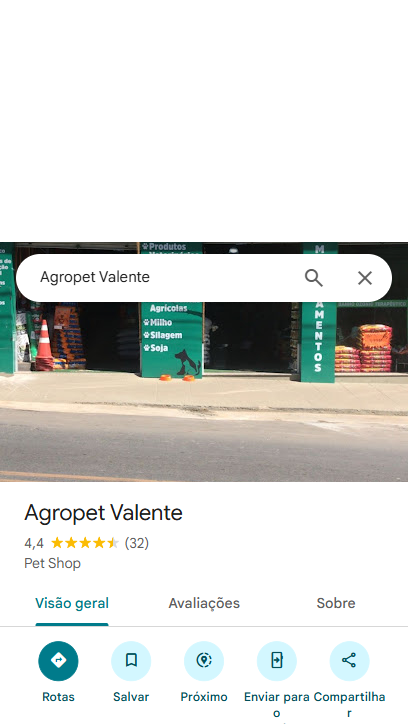 Produtos
Agropet Valente
Agrícolas
Milho
Silagem
Soja
AMENTOS
Agropet Valente
4,4 (32)
Pet Shop
Visão geral Avaliações Sobre
Rotas Salvar Próximo Enviar para o Compartilhar